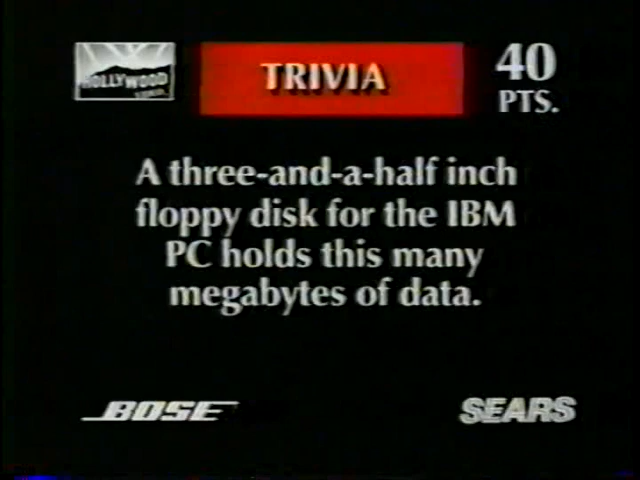 HOLLYWOOD
TRIVIA
40
PTS.
A three-and-a-half inch
floppy disk for the IBM
PC holds this many
megabytes of data.
BOSE
SEARS